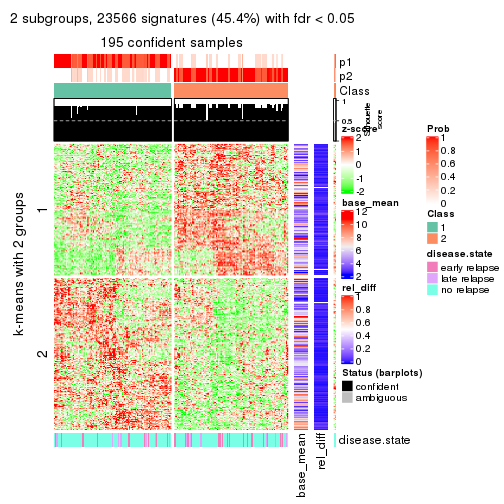 2 subgroups, 23566 signatures (45.4%) with fdr < 0.05
195 confident samples
p1
p2
Class
1
0.5
Silhouette
score
k-means with 2 groups
1
2
base_mean
rel_diff
disease.state
z-score
2
1
0
-1
-2
base_mean
12
10
8
6
4
2
rel_diff
1
0.8
0.6
0.4
0.2
0
Status (barplots)
confident
ambiguous
Prob
1
0.8
0.6
0.4
0.2
0
Class
1
2
disease.state
early relapse
late relapse
no relapse